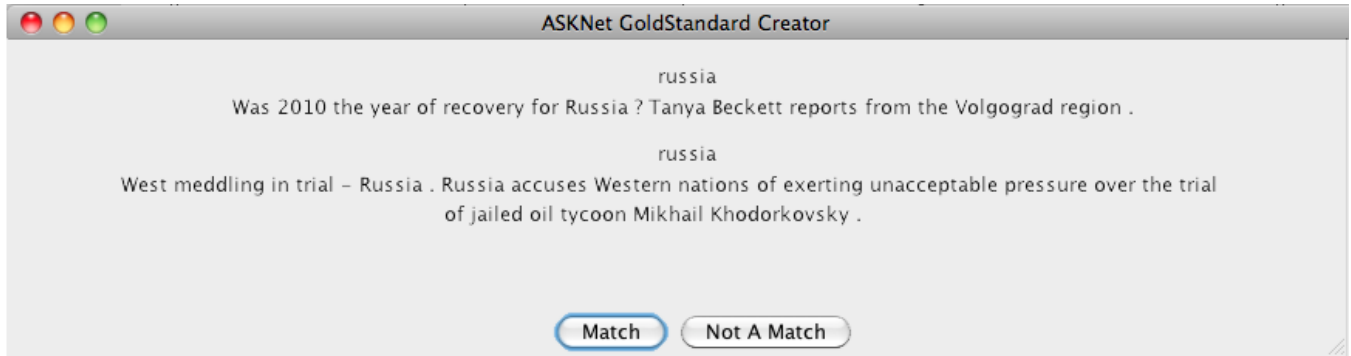 ASKNet GoldStandard Creator
russia
Was 2010 the year of recovery for Russia ? Tanya Beckett reports from the Volgograd region .
russia
West meddling in trial – Russia . Russia accuses Western nations of exerting unacceptable pressure over the trial
of jailed oil tycoon Mikhail Khodorkovsky .
Match Not A Match